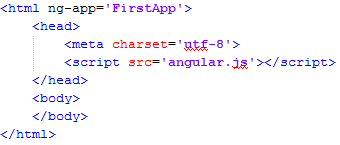 <html ng-app='FirstApp'>
    <head>
        <meta charset='utf-8'>
        <script src='angular.js'></script>
    </head>
    <body>
    </body>
</html>